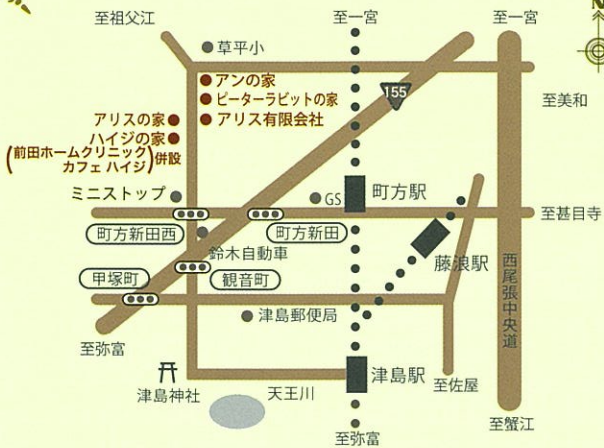 至祖父江
至一宮
至一宮
N
草平小
アンの家
ピーターラビットの家
アリス有限会社
155
至美和
アリスの家
ハイジの家
(前田ホームクリニック
カフェ ハイジ)併設
ミニストップ
GS
町方駅
至甚目寺
町方新田西
町方新田
鈴木自動車
藤浪駅
甲塚町
観音町
西尾張中央道
津島郵便局
至弥富
津島神社
天王川
津島駅
至佐屋
至蟹江
至弥富